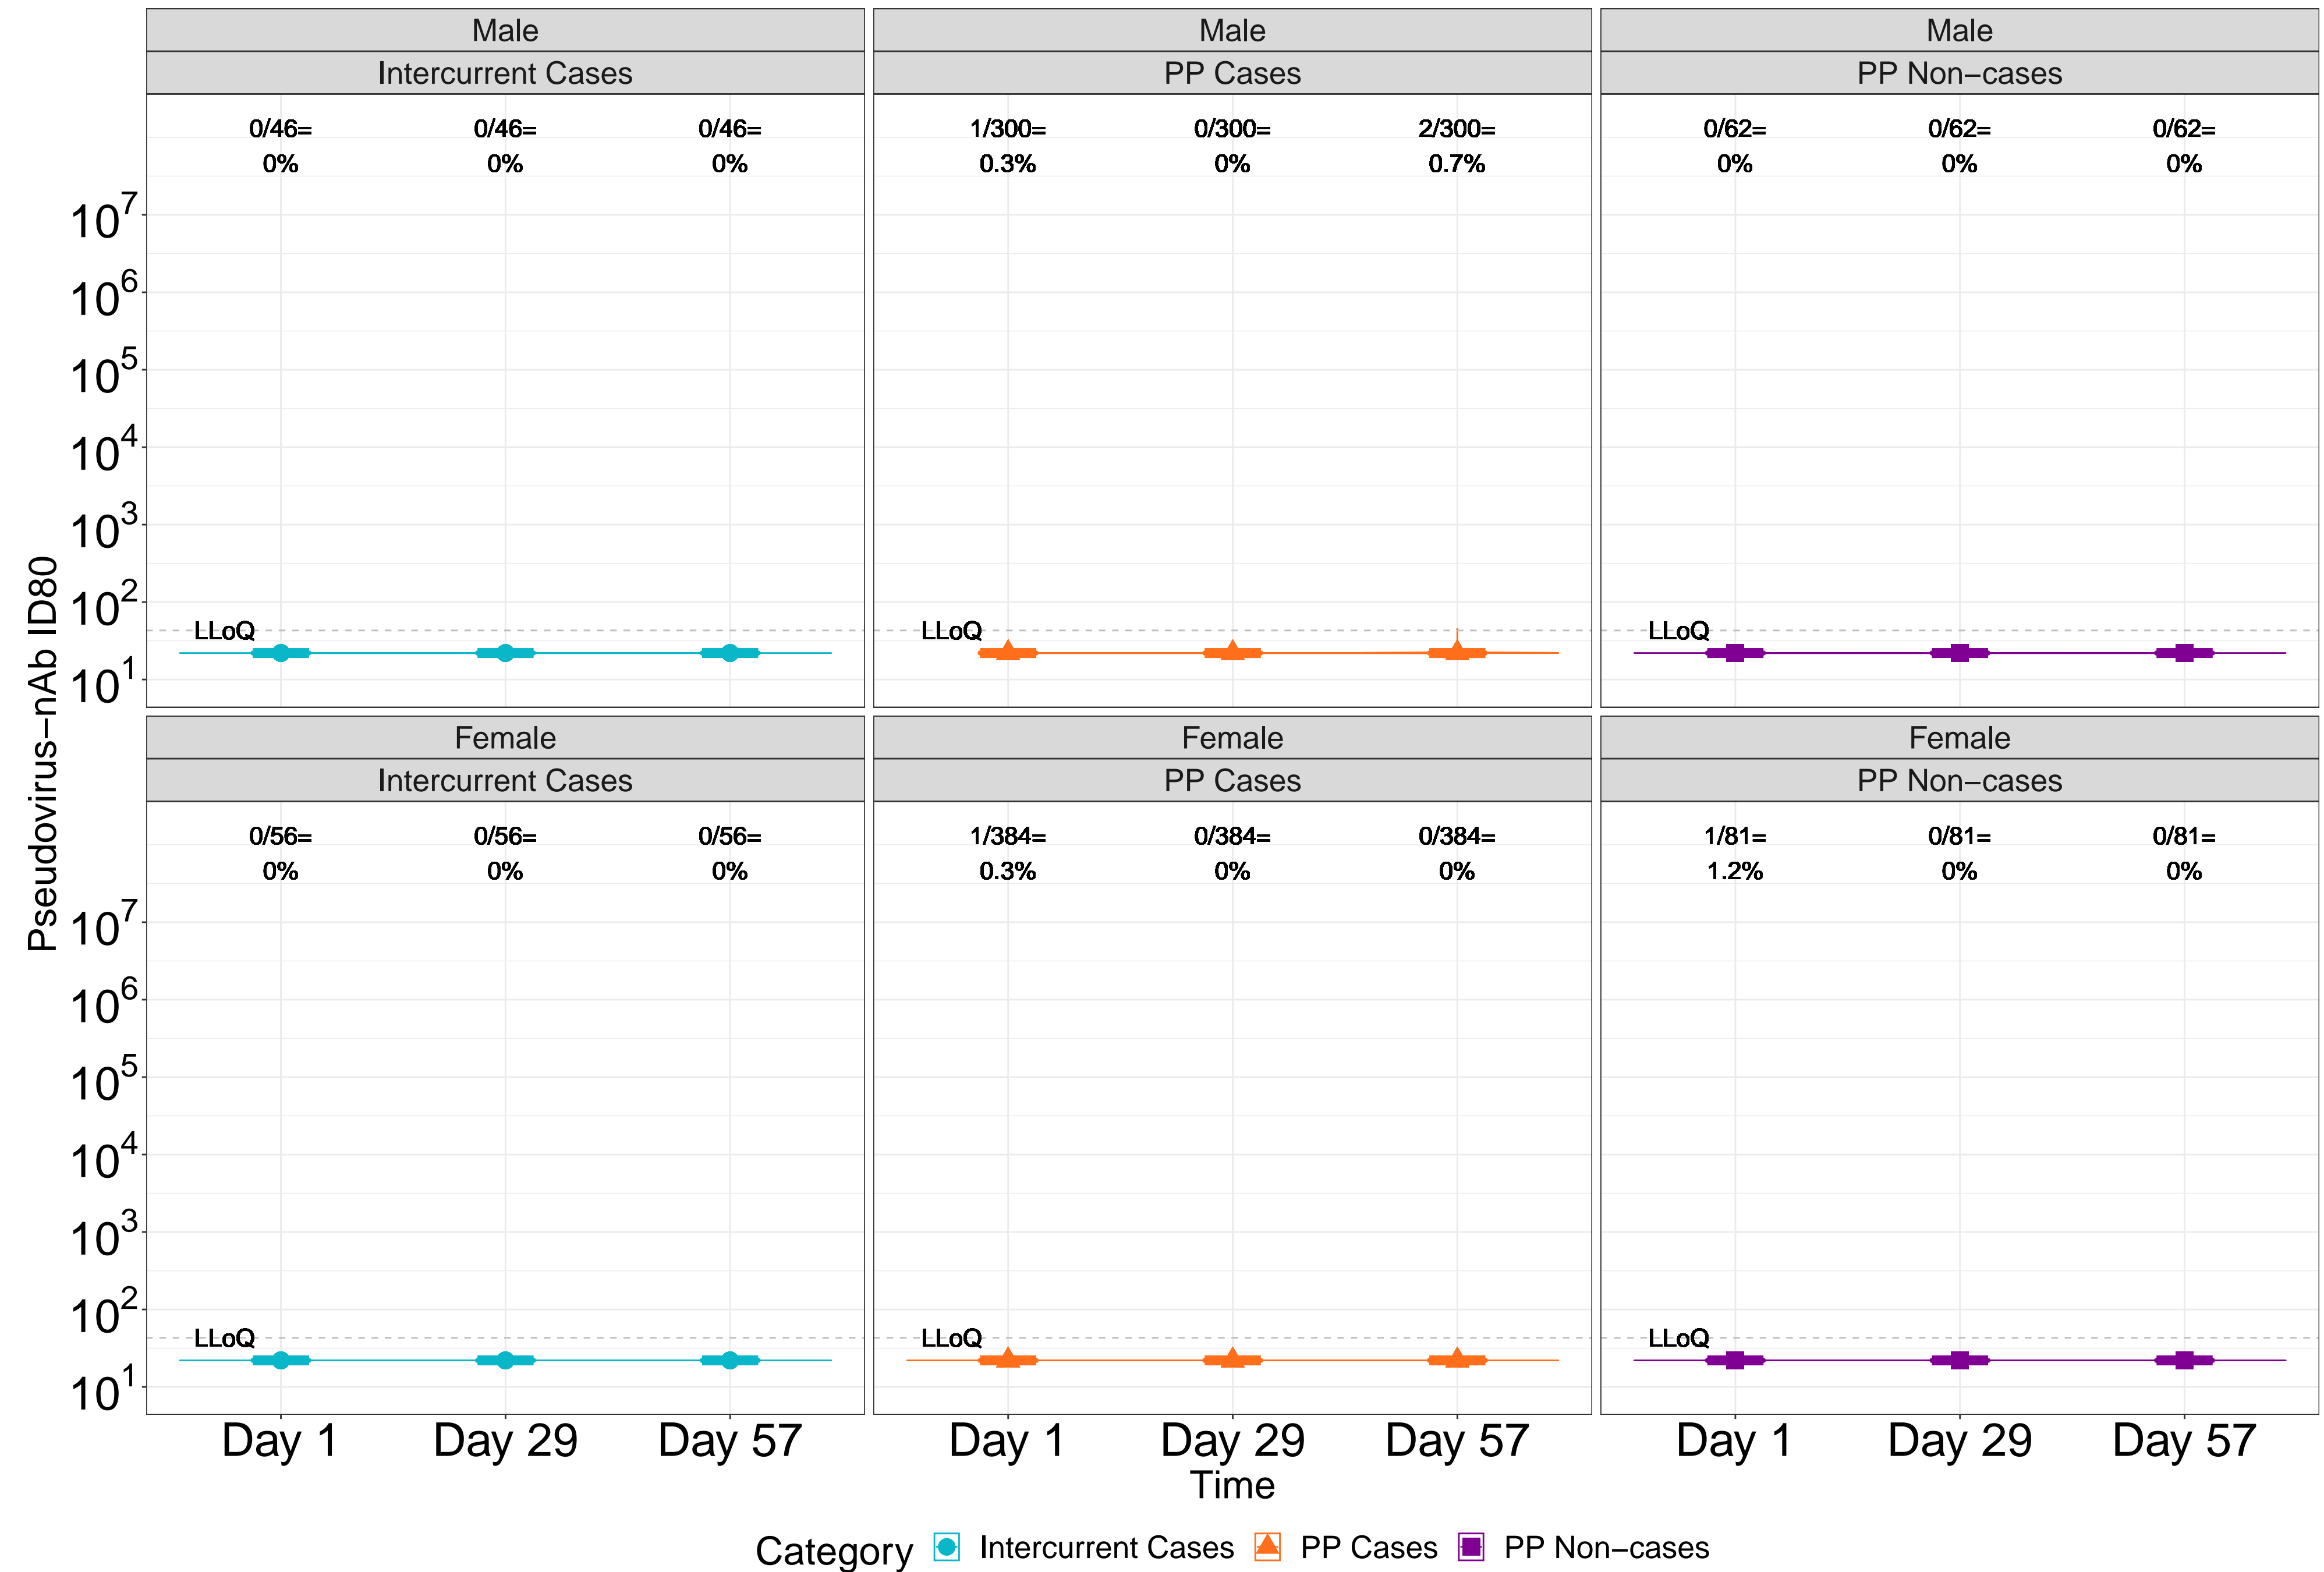 Male Male Male
Intercurrent Cases PP Cases PP Non−cases
0/46= 0/46= 0/46= 1/300= 0/300= 2/300= 0/62= 0/62= 0/62=
0% 0% 0% 0.3% 0% 0.7% 0% 0% 0%
10^7
10^6
10^5
10^4
10^3
10^2
LLoQ LLoQ LLoQ
10^1
Pseudovirus−nAb ID80
Female Female Female
Intercurrent Cases PP Cases PP Non−cases
0/56= 0/56= 0/56= 1/384= 0/384= 0/384= 1/81= 0/81= 0/81=
0% 0% 0% 0.3% 0% 0% 1.2% 0% 0%
10^7
10^6
10^5
10^4
10^3
10^2
LLoQ LLoQ LLoQ
10^1
Day 1 Day 29 Day 57 Day 1 Day 29 Day 57 Day 1 Day 29 Day 57
Time
Category Intercurrent Cases PP Cases PP Non−cases